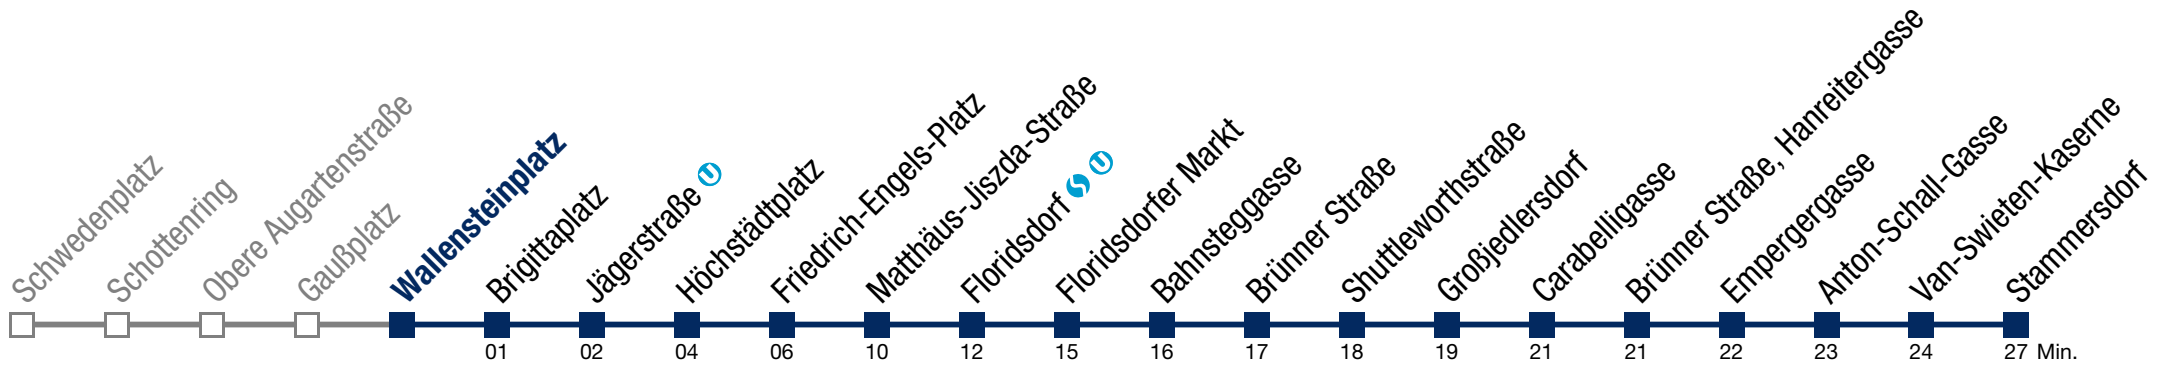 Schwedenplatz
Schottenring
Obere Augartenstraße
Gaußplatz
Wallensteinplatz
Brigittaplatz
Jägerstraße U
Höchstädtplatz
Friedrich-Engels-Platz
Matthäus-Jiszda-Straße
Floridsdorf S U
Floridsdorfer Markt
Bahnsteggasse
Brünner Straße
Shuttleworthstraße
Großjedlersdorf
Carabelligasse
Brünner Straße, Hanreitergasse
Empergergasse
Anton-Schall-Gasse
Van-Swieten-Kaserne
Stammersdorf
01 02 04 06 10 12 15 16 17 18 19 21 21 22 23 24 27 Min.